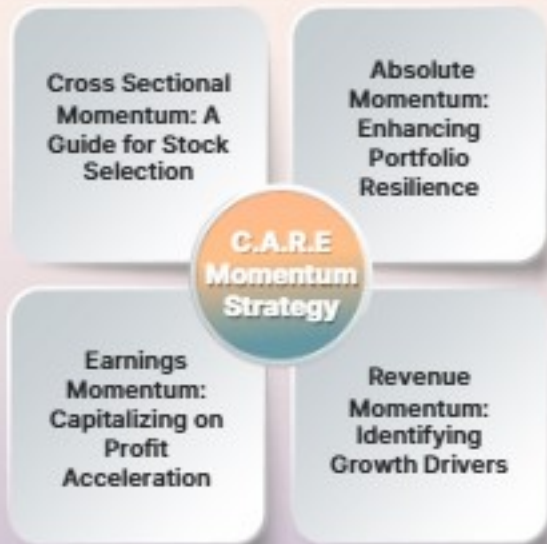 Cross Sectional
Momentum: A
Guide for Stock
Selection
Absolute
Momentum:
Enhancing
Portfolio
Resilience
C.A.R.E
Momentum
Strategy
Earnings
Momentum:
Capitalizing on
Profit
Acceleration
Revenue
Momentum:
Identifying
Growth Drivers